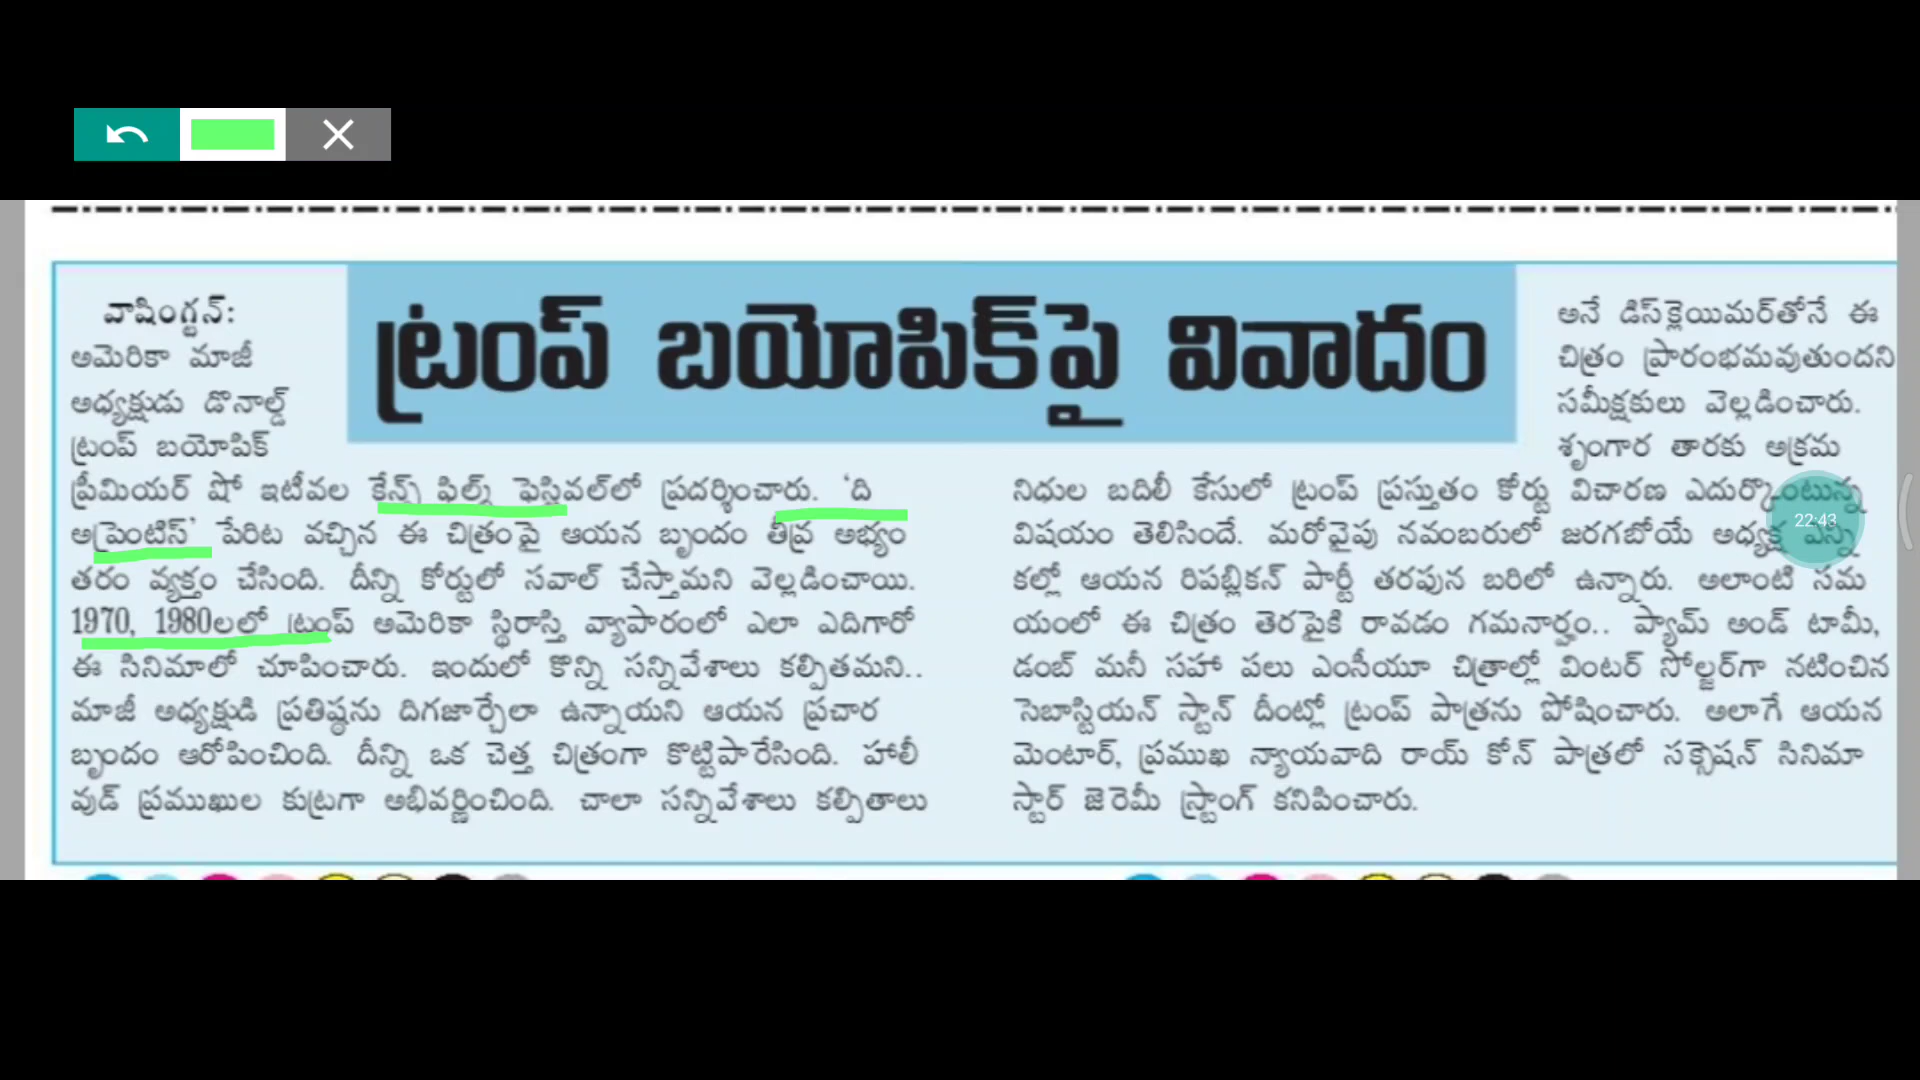 ట్రంప్ బయోపిక్‌పై వివాదం
వాషింగ్టన్:
అమెరికా మాజీ
అధ్యక్షుడు డొనాల్డ్
ట్రంప్ బయోపిక్
ప్రీమియర్ షో ఇటీవల కేన్స్ ఫిల్మ్ ఫెస్టివల్‌లో ప్రదర్శించారు. ‘ది
అప్రెంటిస్’ పేరిట వచ్చిన ఈ చిత్రంపై ఆయన బృందం తీవ్ర అభ్యం
తరం వ్యక్తం చేసింది. దీన్ని కోర్టులో సవాల్ చేస్తామని వెల్లడించాయి.
1970, 1980లలో ట్రంప్ అమెరికా స్థిరాస్తి వ్యాపారంలో ఎలా ఎదిగారో
ఈ సినిమాలో చూపించారు. ఇందులో కొన్ని సన్నివేశాలు కల్పితమని..
మాజీ అధ్యక్షుడి ప్రతిష్ఠను దిగజార్చేలా ఉన్నాయని ఆయన ప్రచార
బృందం ఆరోపించింది. దీన్ని ఒక చెత్త చిత్రంగా కొట్టిపారేసింది. హాలీ
వుడ్ ప్రముఖుల కుట్రగా అభివర్ణించింది. చాలా సన్నివేశాలు కల్పితాలు
అనే డిస్‌క్లెయిమర్‌తోనే ఈ
చిత్రం ప్రారంభమవుతుందని
సమీక్షకులు వెల్లడించారు.
శృంగార తారకు అక్రమ
నిధుల బదిలీ కేసులో ట్రంప్ ప్రస్తుతం కోర్టు విచారణ ఎదుర్కొంటున్న
విషయం తెలిసిందే. మరోవైపు నవంబరులో జరగబోయే అధ్యక్ష ఎన్ని
కల్లో ఆయన రిపబ్లికన్ పార్టీ తరఫున బరిలో ఉన్నారు. అలాంటి సమ
యంలో ఈ చిత్రం తెరపైకి రావడం గమనార్హం.. ప్యామ్ అండ్ టామీ,
డంబ్ మనీ సహా పలు ఎంసీయూ చిత్రాల్లో వింటర్ సోల్జర్‌గా నటించిన
సెబాస్టియన్ స్టాన్ దీంట్లో ట్రంప్ పాత్రను పోషించారు. అలాగే ఆయన
మెంటార్, ప్రముఖ న్యాయవాది రాయ్ కోన్ పాత్రలో సక్సెషన్ సినిమా
స్టార్ జెరెమీ స్ట్రాంగ్ కనిపించారు.
22:43